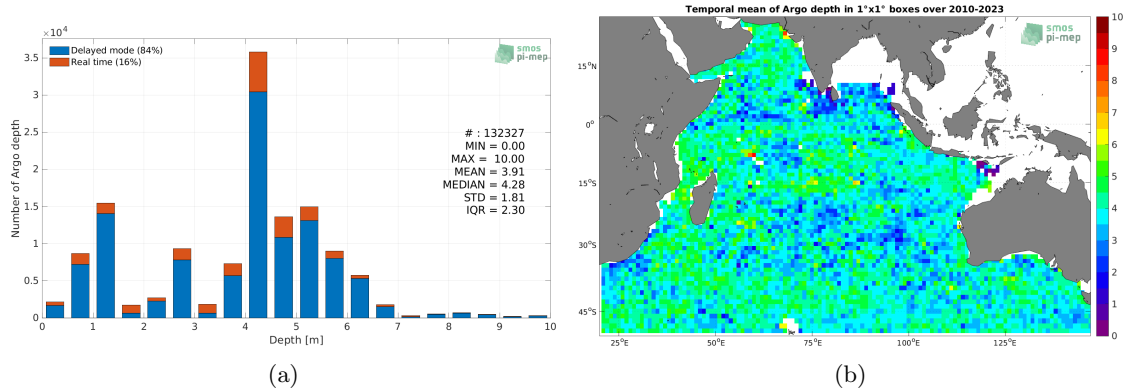 ×10⁴
Delayed mode (84%)
Real time (16%)
smos
pi-mep
3.5
3
2.5
2
1.5
1
0.5
0
Number of Argo depth
# : 132327
MIN = 0.00
MAX = 10.00
MEAN = 3.91
MEDIAN = 4.28
STD = 1.81
IQR = 2.30
0 1 2 3 4 5 6 7 8 9 10
Depth [m]
(a)
Temporal mean of Argo depth in 1°x1° boxes over 2010-2023
smos
pi-mep
15°N
0°
15°S
30°S
45°S
25°E 50°E 75°E 100°E 125°E
10
9
8
7
6
5
4
3
2
1
0
(b)